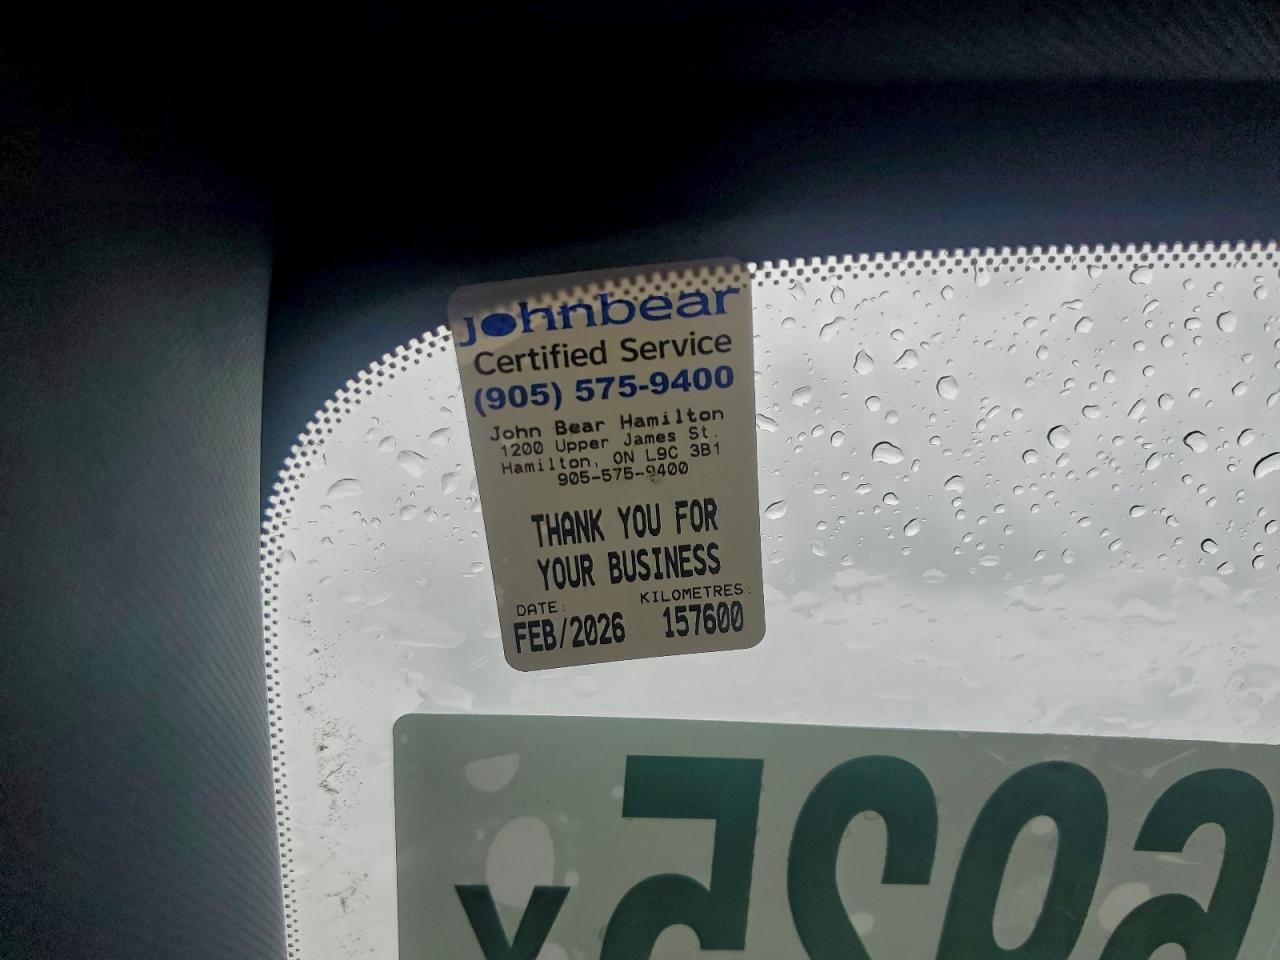 johnbear
Certified Service
(905) 575-9400
John Bear Hamilton
1200 Upper James St.
Hamilton, ON L9C 3B1
905-575-9400
THANK YOU FOR
YOUR BUSINESS
DATE: KILOMETRES:
FEB/2026 157600
2025